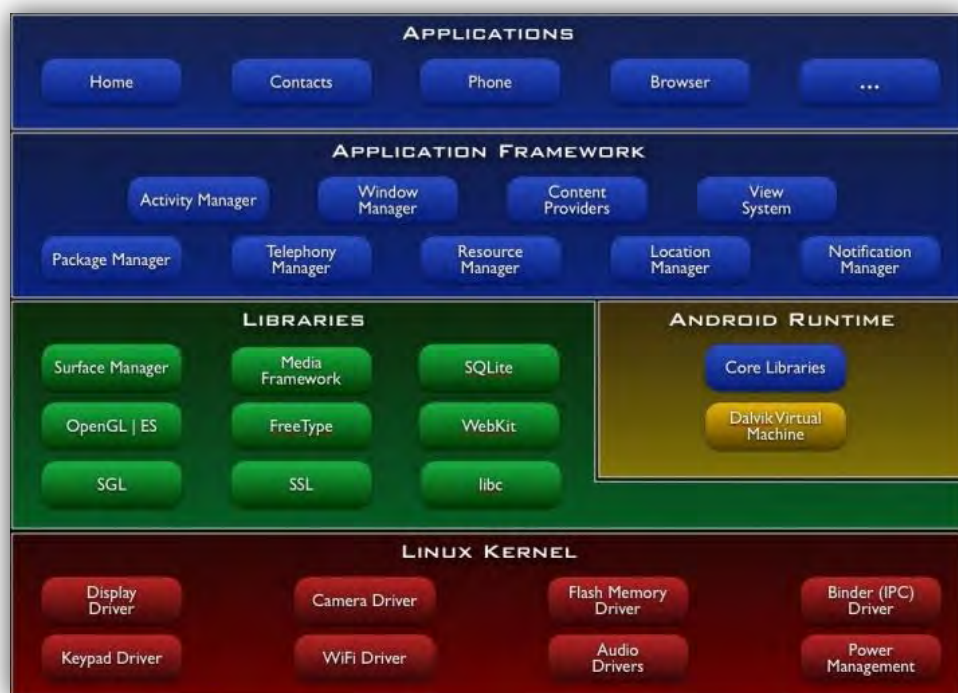 APPLICATIONS
Home Contacts Phone Browser ...
APPLICATION FRAMEWORK
Activity Manager
Window
Manager
Content
Providers
View
System
Package Manager
Telephony
Manager
Resource
Manager
Location
Manager
Notification
Manager
LIBRARIES
Surface Manager
Media
Framework
SQLite
OpenGL | ES
FreeType
WebKit
SGL
SSL
libc
ANDROID RUNTIME
Core Libraries
Dalvik Virtual
Machine
LINUX KERNEL
Display
Driver
Camera Driver
Flash Memory
Driver
Binder (IPC)
Driver
Keypad Driver
WiFi Driver
Audio
Drivers
Power
Management